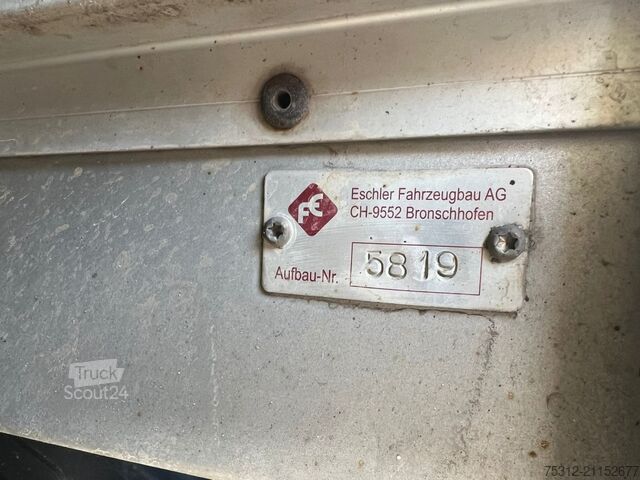 FE
Eschler Fahrzeugbau AG
CH-9552 Bronschhofen
Aufbau-Nr. 5819
Truck
Scout24
75312-21152677